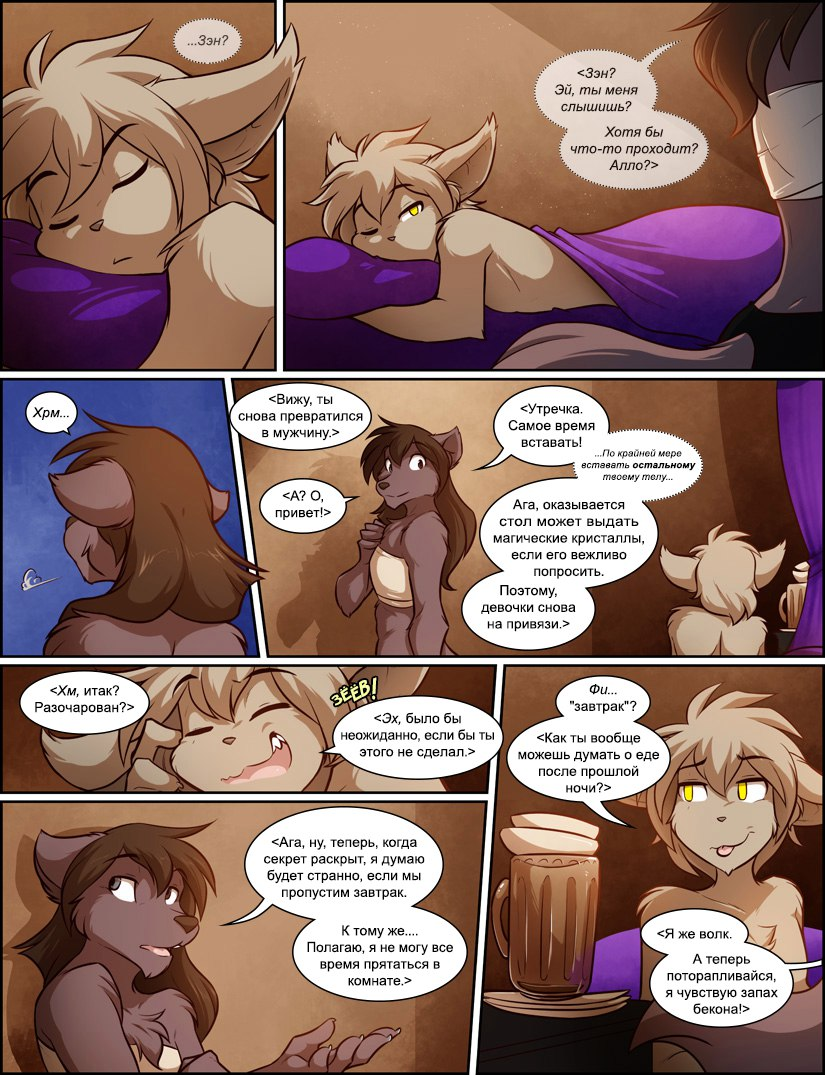 ...Зэн?
<Зэн?
Эй, ты меня
слышишь?
Хотя бы
что-то проходит?
Алло?>
Хрм...
<Вижу, ты
снова превратился
в мужчину.>
<А? О,
привет!>
<Утречка.
Самое время
вставать!
...По крайней мере
вставать остальному
твоему телу...
Ага, оказывается
стол может выдать
магические кристаллы,
если его вежливо
попросить.
Поэтому,
девочки снова
на привязи.>
<Хм, итак?
Разочарован?>
ЗЁЁВ!
<Эх, было бы
неожиданно, если бы ты
этого не сделал.>
<Ага, ну, теперь, когда
секрет раскрыт, я думаю
будет странно, если мы
пропустим завтрак.
К тому же....
Полагаю, я не могу все
время прятаться в
комнате.>
Фи...
"завтрак"?
<Как ты вообще
можешь думать о еде
после прошлой
ночи?>
<Я же волк.
А теперь
поторапливайся,
я чувствую запах
бекона!>